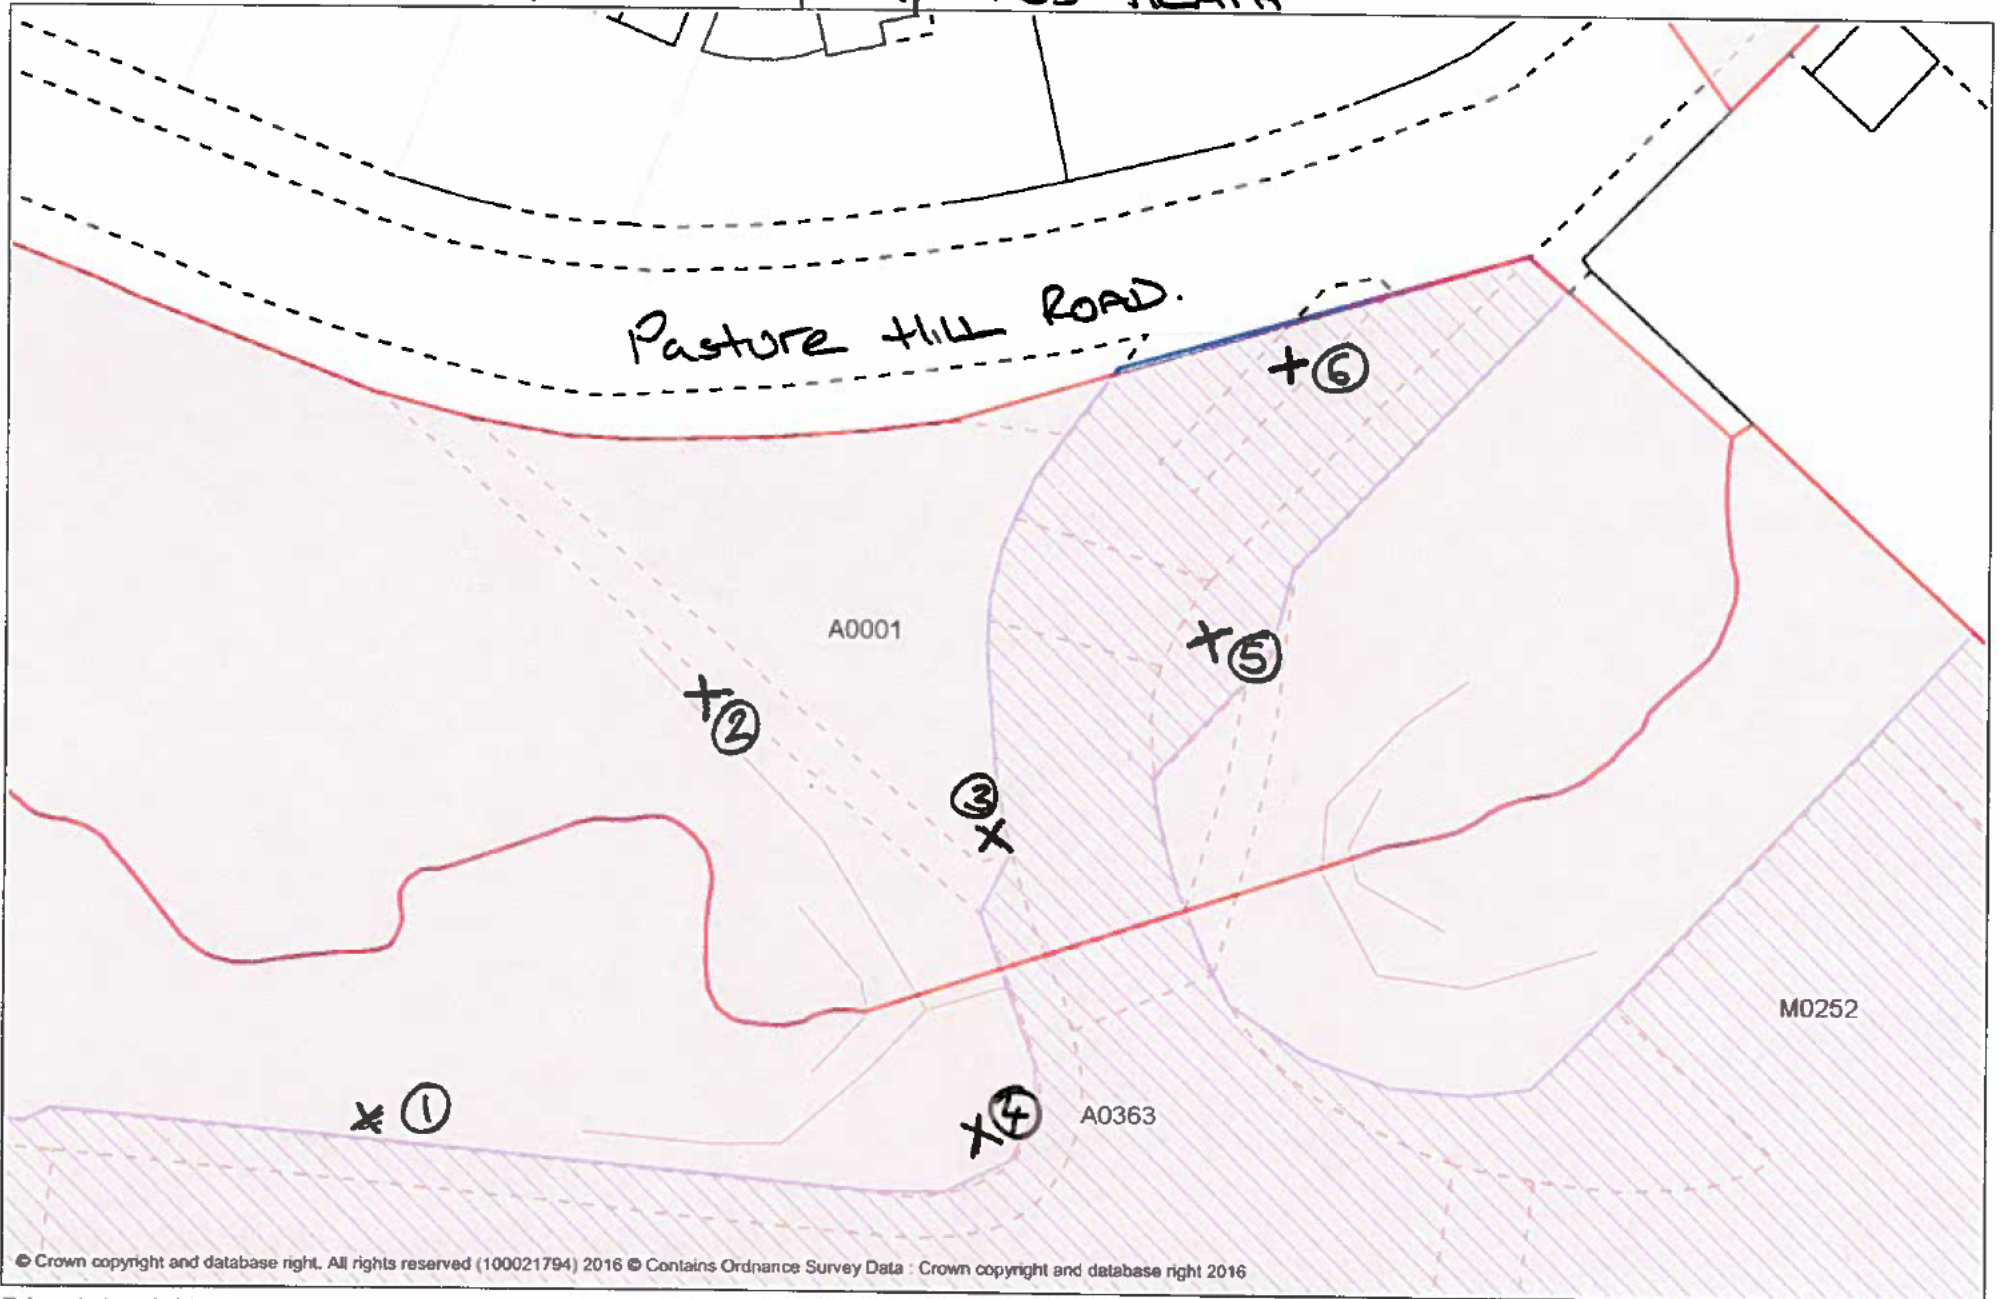 Pasture Hill ROAD.
+ ⑥
A0001
X ⑤
+ ②
③
X
M0252
X ①
X ④
A0363
© Crown copyright and database right. All rights reserved (100021794) 2016 © Contains Ordnance Survey Data : Crown copyright and database right 2016